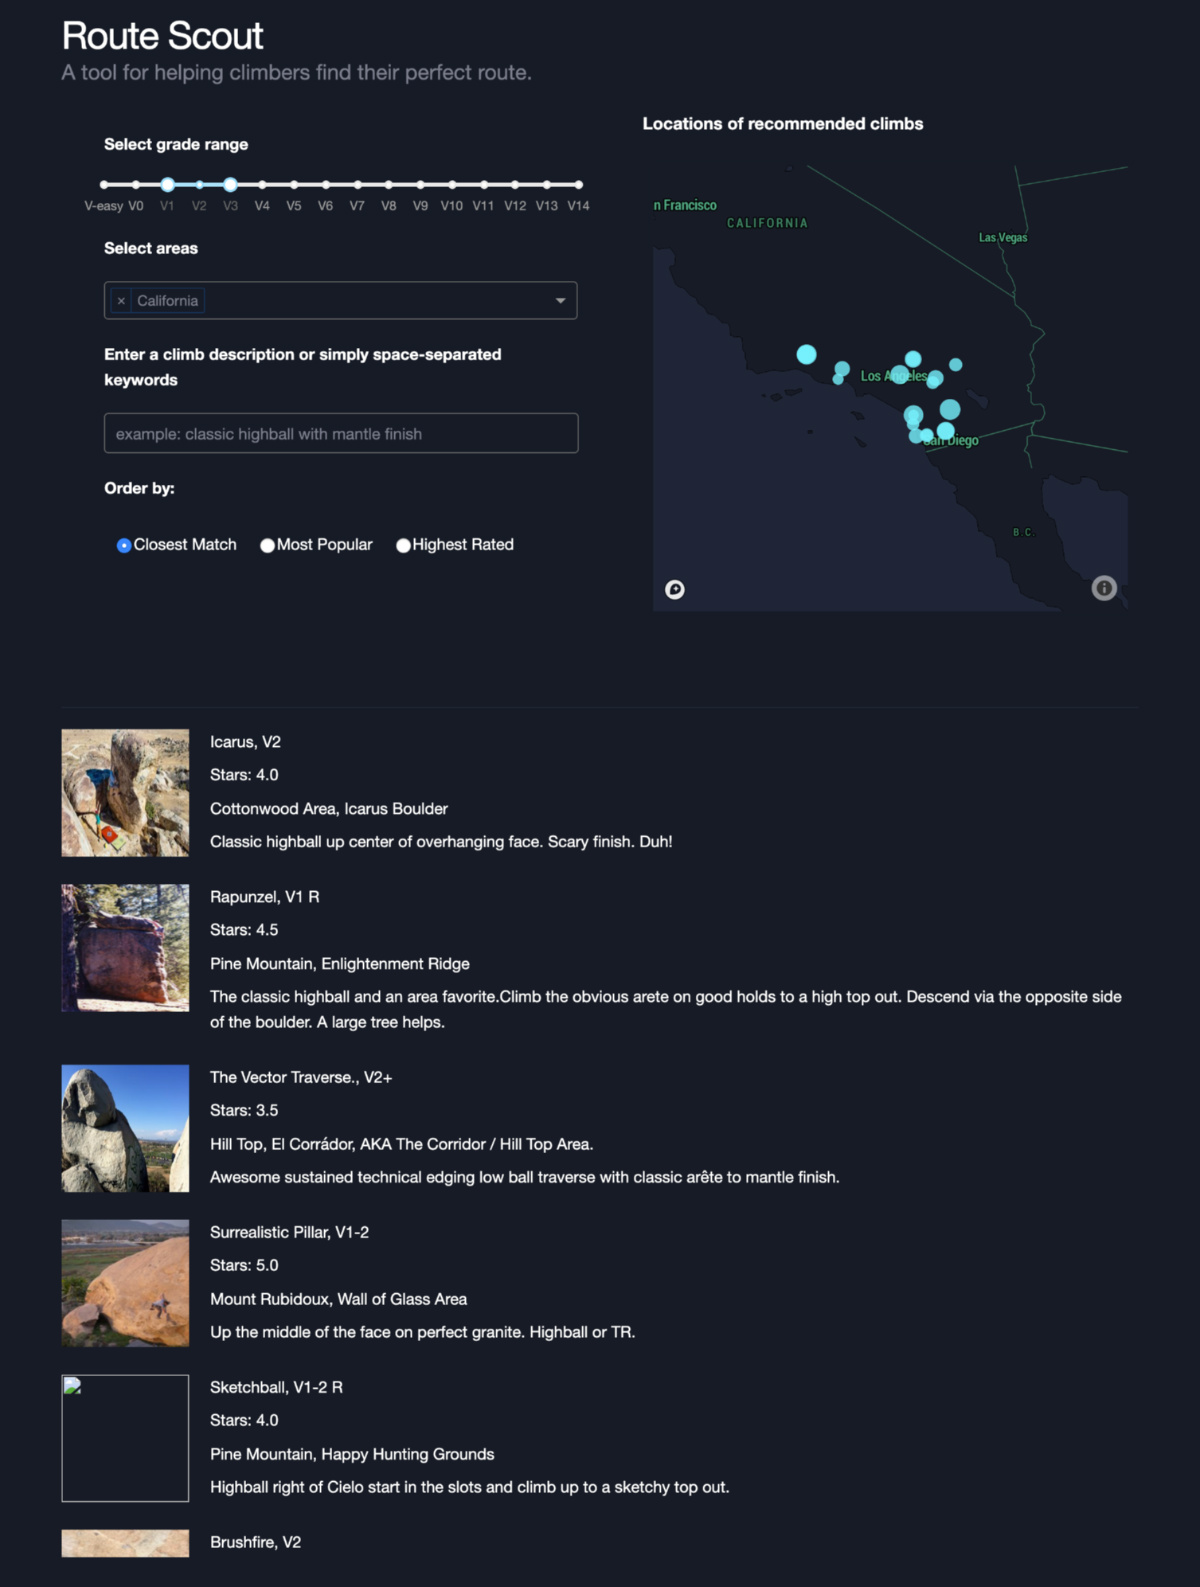 Route Scout
A tool for helping climbers find their perfect route.
Select grade range
V-easy V0 V1 V2 V3 V4 V5 V6 V7 V8 V9 V10 V11 V12 V13 V14
Select areas
× California
Enter a climb description or simply space-separated
keywords
example: classic highball with mantle finish
Order by:
Closest Match Most Popular Highest Rated
Locations of recommended climbs
n Francisco
CALIFORNIA
Las Vegas
Los Angeles
San Diego
B.C.
Icarus, V2
Stars: 4.0
Cottonwood Area, Icarus Boulder
Classic highball up center of overhanging face. Scary finish. Duh!
Rapunzel, V1 R
Stars: 4.5
Pine Mountain, Enlightenment Ridge
The classic highball and an area favorite.Climb the obvious arete on good holds to a high top out. Descend via the opposite side
of the boulder. A large tree helps.
The Vector Traverse., V2+
Stars: 3.5
Hill Top, El Corrádor, AKA The Corridor / Hill Top Area.
Awesome sustained technical edging low ball traverse with classic arête to mantle finish.
Surrealistic Pillar, V1-2
Stars: 5.0
Mount Rubidoux, Wall of Glass Area
Up the middle of the face on perfect granite. Highball or TR.
Sketchball, V1-2 R
Stars: 4.0
Pine Mountain, Happy Hunting Grounds
Highball right of Cielo start in the slots and climb up to a sketchy top out.
Brushfire, V2